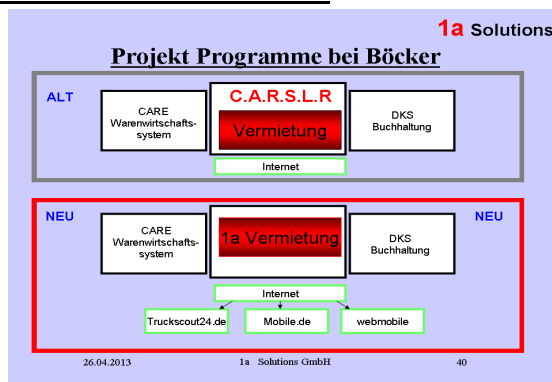 1a Solutions
Projekt Programme bei Böcker
ALT
CARE
Warenwirtschafts-
system
C.A.R.S.L.R
Vermietung
DKS
Buchhaltung
Internet
NEU
NEU
CARE
Warenwirtschafts-
system
1a Vermietung
DKS
Buchhaltung
Internet
Truckscout24.de
Mobile.de
webmobile
26.04.2013
1a Solutions GmbH
40